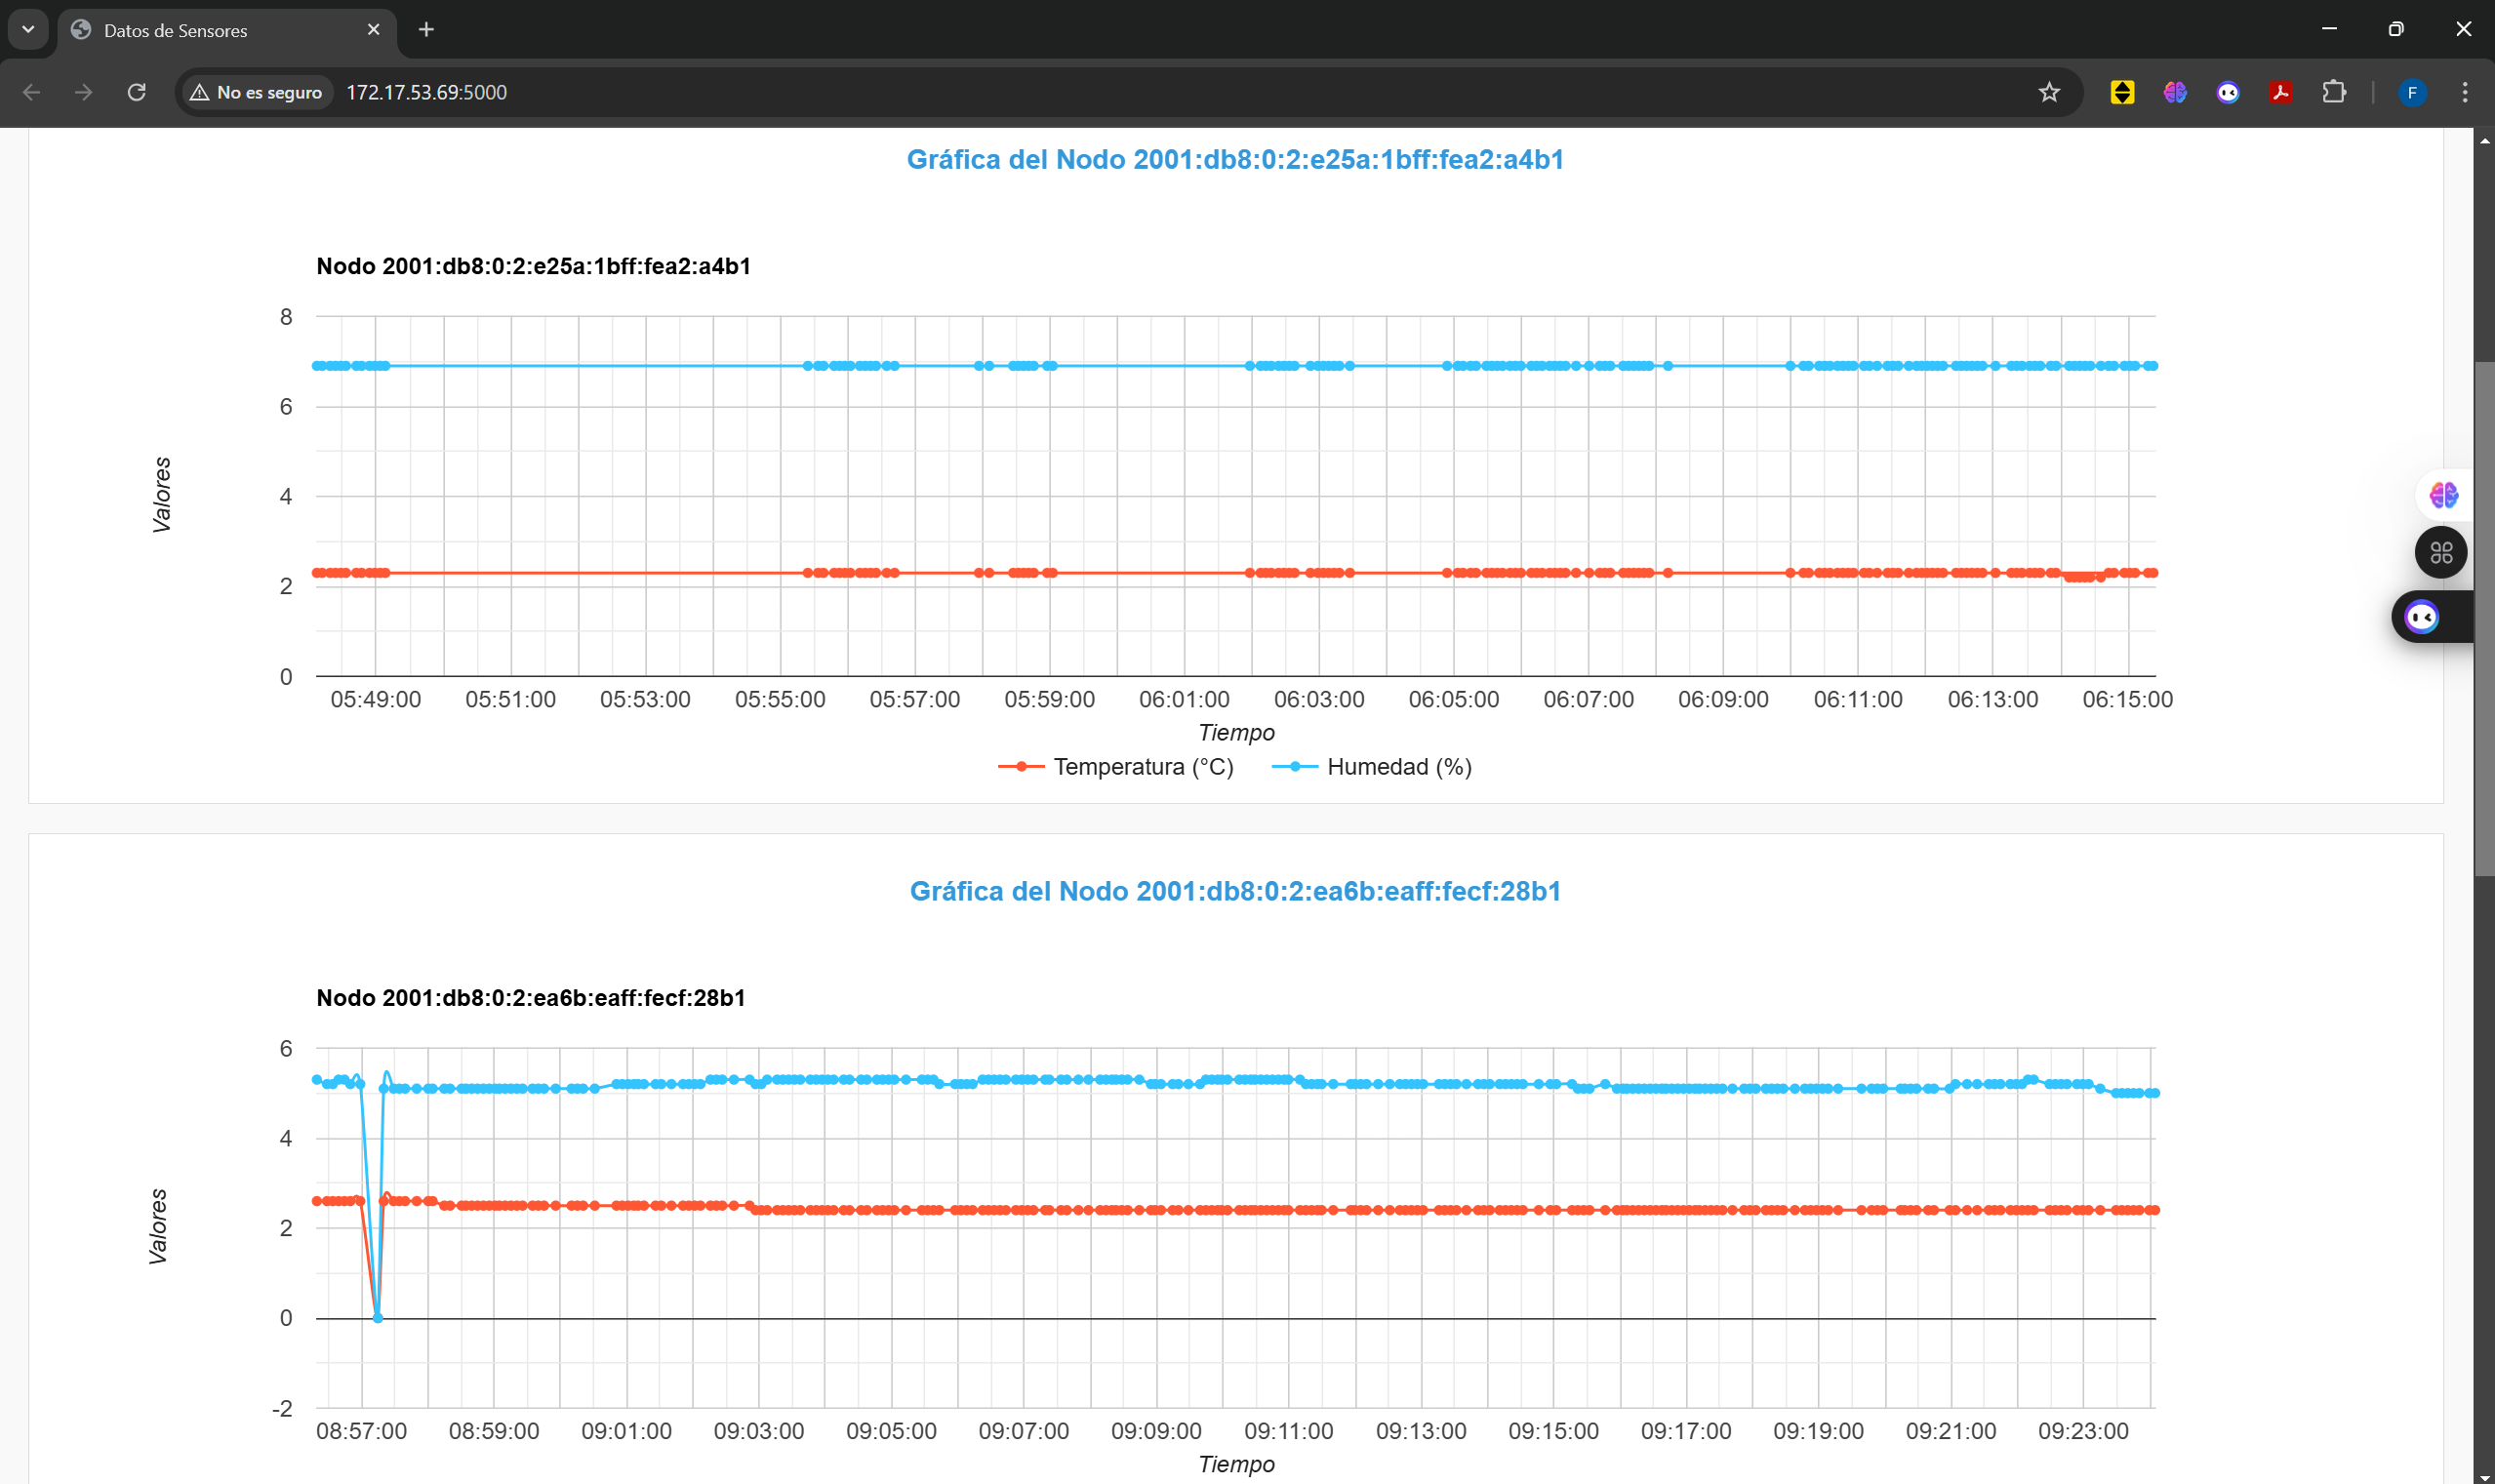 Datos de Sensores
No es seguro 172.17.53.69:5000
F
Gráfica del Nodo 2001:db8:0:2:e25a:1bff:fea2:a4b1
Nodo 2001:db8:0:2:e25a:1bff:fea2:a4b1
8
6
4
2
0
Valores
05:49:00 05:51:00 05:53:00 05:55:00 05:57:00 05:59:00 06:01:00 06:03:00 06:05:00 06:07:00 06:09:00 06:11:00 06:13:00 06:15:00
Tiempo
Temperatura (°C) Humedad (%)
Gráfica del Nodo 2001:db8:0:2:ea6b:eaff:fecf:28b1
Nodo 2001:db8:0:2:ea6b:eaff:fecf:28b1
6
4
2
0
-2
Valores
08:57:00 08:59:00 09:01:00 09:03:00 09:05:00 09:07:00 09:09:00 09:11:00 09:13:00 09:15:00 09:17:00 09:19:00 09:21:00 09:23:00
Tiempo